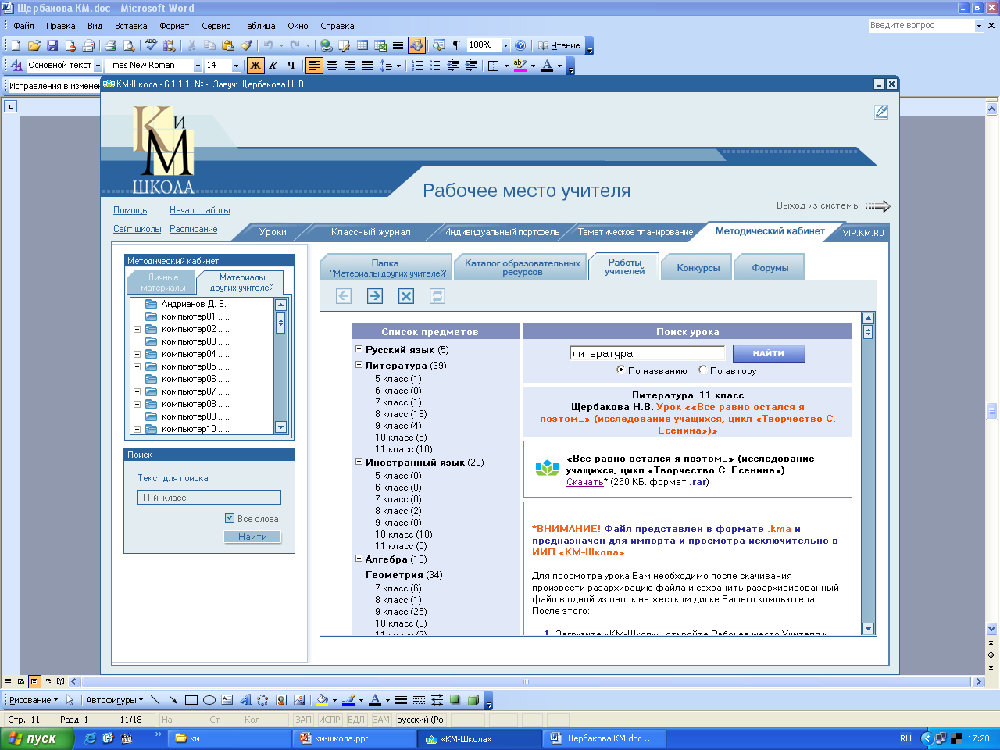 Щербакова КМ.doc - Microsoft Word
Файл Правка Вид Вставка Формат Сервис Таблица Окно Справка
Введите вопрос
100% Чтение
Основной текст Times New Roman 14 Ж К Ч
Исправления в измене
КМ-Школа - 6.1.1.1 № - Завуч: Щербакова Н. В.
К и М
ШКОЛА
Рабочее место учителя
Выход из системы
Помощь Начало работы
Сайт школы Расписание
Уроки Классный журнал Индивидуальный портфель Тематическое планирование Методический кабинет VIP.KM.RU
Методический кабинет
Личные материалы
Материалы других учителей
Андрианов Д. В.
компьютер01 .. ..
компьютер02 .. ..
компьютер03 .. ..
компьютер04 .. ..
компьютер05 .. ..
компьютер06 .. ..
компьютер07 .. ..
компьютер08 .. ..
компьютер09 .. ..
компьютер10 .. ..
Поиск
Текст для поиска:
11-й класс
Все слова
Найти
Папка
"Материалы других учителей"
Каталог образовательных
ресурсов
Работы
учителей
Конкурсы
Форумы
Список предметов
Русский язык (5)
Литература (39)
5 класс (1)
6 класс (0)
7 класс (1)
8 класс (18)
9 класс (4)
10 класс (5)
11 класс (10)
Иностранный язык (20)
5 класс (0)
6 класс (0)
7 класс (0)
8 класс (2)
9 класс (0)
10 класс (18)
11 класс (0)
Алгебра (18)
Геометрия (34)
7 класс (6)
8 класс (1)
9 класс (25)
10 класс (0)
11 класс (2)
Поиск урока
литература
НАЙТИ
По названию По автору
Литература. 11 класс
Щербакова Н.В. Урок ««Все равно остался я
поэтом...» (исследование учащихся, цикл «Творчество С.
Есенина»)»
«Все равно остался я поэтом...» (исследование
учащихся, цикл «Творчество С. Есенина»)
Скачать* (260 КБ, формат .rar)
*ВНИМАНИЕ! Файл представлен в формате .kma и
предназначен для импорта и просмотра исключительно в
ИИП «КМ-Школа».
Для просмотра урока Вам необходимо после скачивания
произвести разархивацию файла и сохранить разархивированный
файл в одной из папок на жестком диске Вашего компьютера.
После этого:
1. Загрузите «КМ-Школу», откройте Рабочее место Учителя и
Рисование Автофигуры
Стр. 11 Разд 1 11/18 На Ст Кол ЗАП ИСПР ВДЛ ЗАМ русский (Ро
пуск км км-школа.ppt «КМ-Школа» Щербакова КМ.doc ... RU 17:20